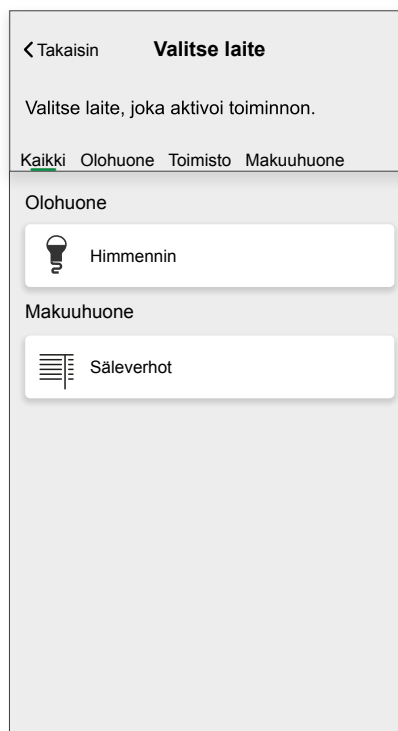 Takaisin Valitse laite
Valitse laite, joka aktivoi toiminnon.
Kaikki Olohuone Toimisto Makuuhuone
Olohuone
Himmennin
Makuuhuone
Säleverhot